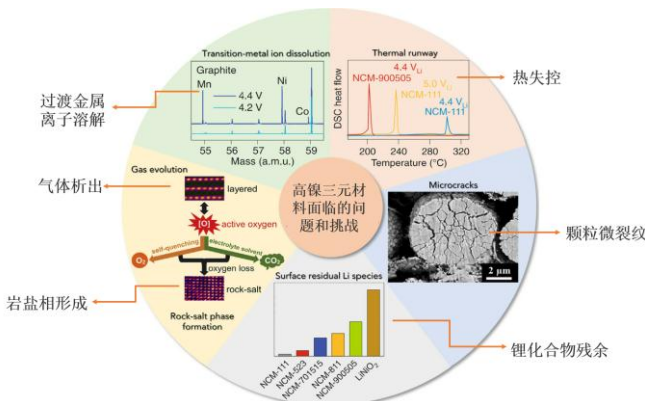 Transition-metal ion dissolution
Graphite
Mn
Ni
Co
4.4 V
4.2 V
55 56 57 58 59
Mass (a.m.u.)
过渡金属
离子溶解
Thermal runway
DSC heat flow
4.4 V_Li
NCM-900505
5.0 V_Li
NCM-111
4.4 V_Li
NCM-111
160 200 240 280 320
Temperature (°C)
热失控
高镍三元材
料面临的问
题和挑战
气体析出
Gas evolution
layered
[O] active oxygen
self-quenching
electrolyte solvent
O₂
CO₂
oxygen loss
rock-salt
Rock-salt phase
formation
岩盐相形成
Microcracks
2 μm
颗粒微裂纹
Surface residual Li species
NCM-111
NCM-523
NCM-701515
NCM-811
NCM-900505
LiNiO₂
锂化合物残余